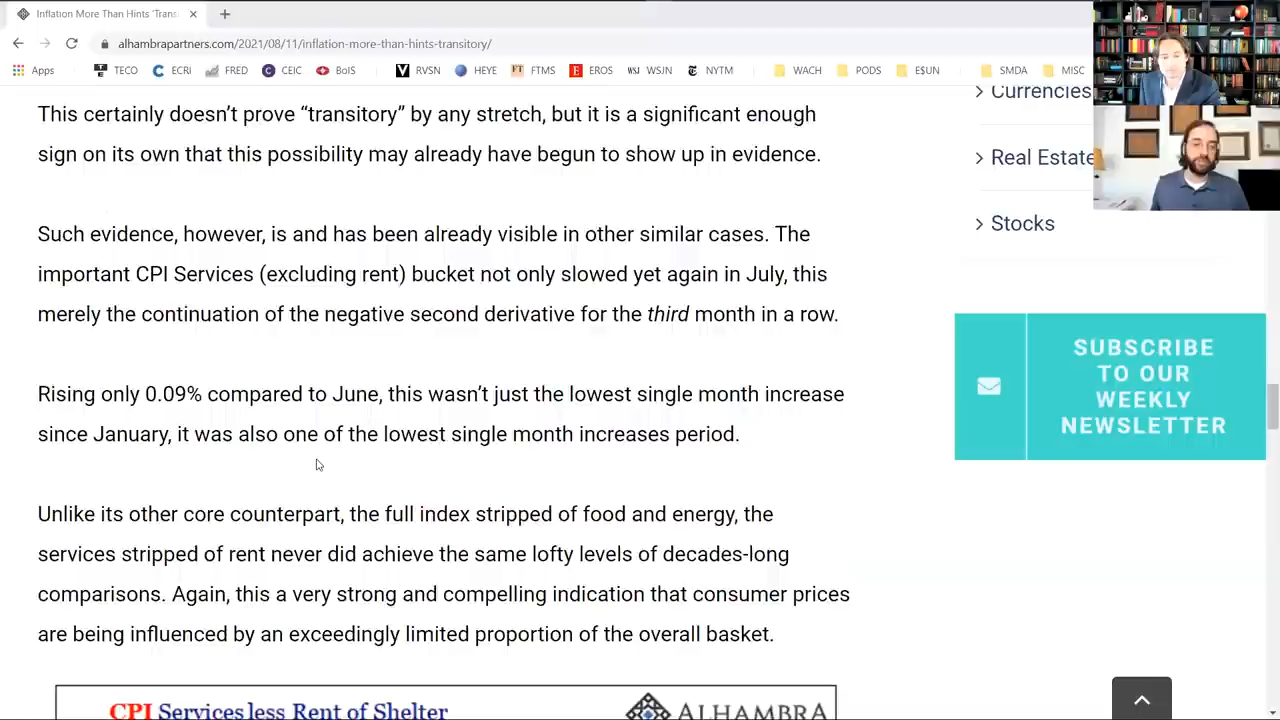 Inflation More Than Hints 'Trans
alhambrapartners.com/2021/08/11/inflation-more-than-hints-transitory/
Apps TECO ECRI FRED CEIC BoIS RVSN HEYE FTMS EROS WSJ WSJN NYTM WACH PODS E$UN SMDA MISC
This certainly doesn't prove “transitory” by any stretch, but it is a significant enough
sign on its own that this possibility may already have begun to show up in evidence.
Such evidence, however, is and has been already visible in other similar cases. The
important CPI Services (excluding rent) bucket not only slowed yet again in July, this
merely the continuation of the negative second derivative for the third month in a row.
Rising only 0.09% compared to June, this wasn't just the lowest single month increase
since January, it was also one of the lowest single month increases period.
Unlike its other core counterpart, the full index stripped of food and energy, the
services stripped of rent never did achieve the same lofty levels of decades-long
comparisons. Again, this a very strong and compelling indication that consumer prices
are being influenced by an exceedingly limited proportion of the overall basket.
CPI Services less Rent of Shelter
ALHAMBRA
Currencies
Real Estate
Stocks
SUBSCRIBE
TO OUR
WEEKLY
NEWSLETTER